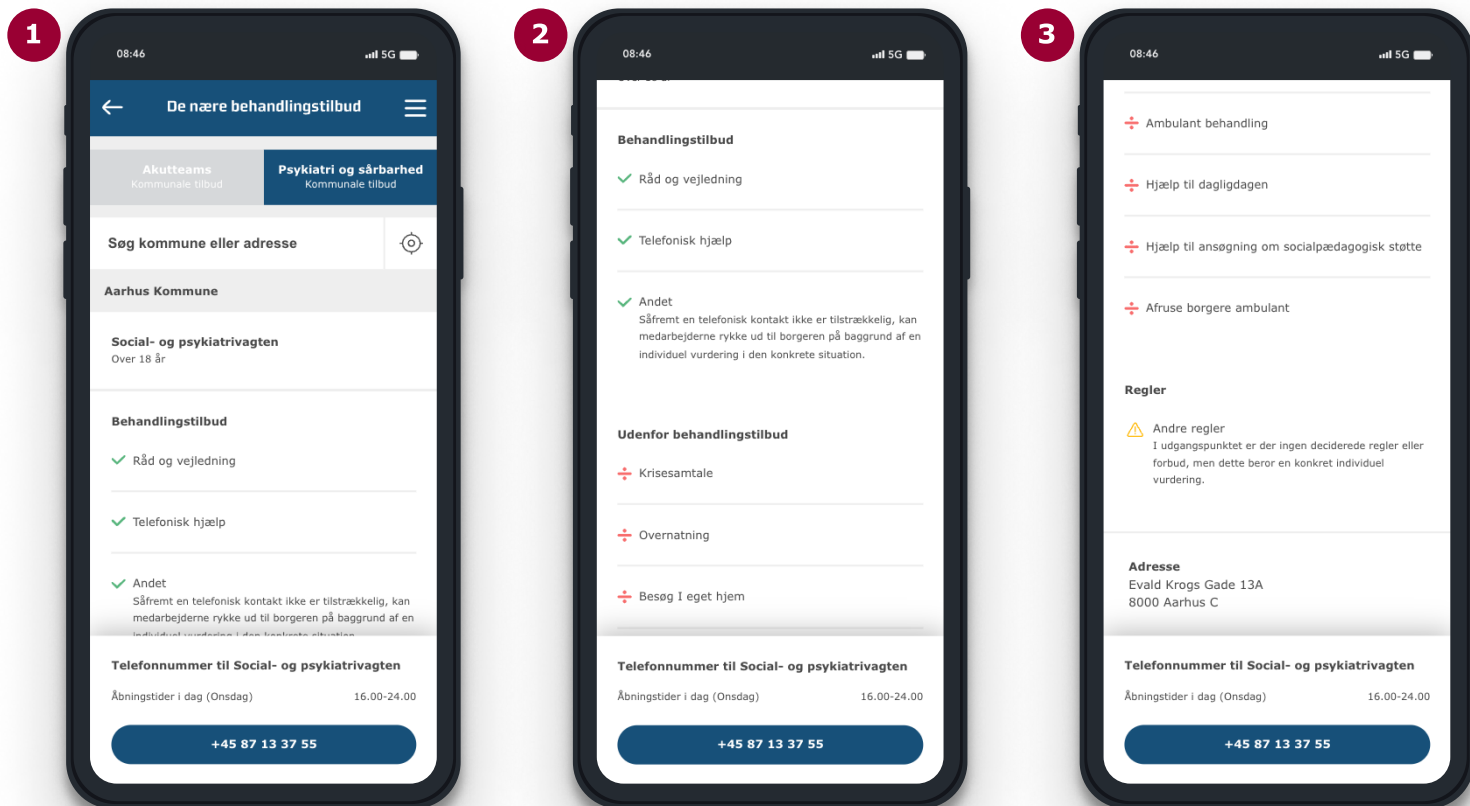 1
08:46
5G
De nære behandlingstilbud
Akutteams
Kommunale tilbud
Psykiatri og sårbarhed
Kommunale tilbud
Søg kommune eller adresse
Aarhus Kommune
Social- og psykiatrivagten
Over 18 år
Behandlingstilbud
Råd og vejledning
Telefonisk hjælp
Andet
Såfremt en telefonisk kontakt ikke er tilstrækkelig, kan
medarbejderne rykke ud til borgeren på baggrund af en
individuel vurdering i den konkrete situation.
Telefonnummer til Social- og psykiatrivagten
Åbningstider i dag (Onsdag) 16.00-24.00
+45 87 13 37 55
2
08:46
5G
Behandlingstilbud
Råd og vejledning
Telefonisk hjælp
Andet
Såfremt en telefonisk kontakt ikke er tilstrækkelig, kan
medarbejderne rykke ud til borgeren på baggrund af en
individuel vurdering i den konkrete situation.
Udenfor behandlingstilbud
Krisesamtale
Overnatning
Besøg I eget hjem
Telefonnummer til Social- og psykiatrivagten
Åbningstider i dag (Onsdag) 16.00-24.00
+45 87 13 37 55
3
08:46
5G
Ambulant behandling
Hjælp til dagligdagen
Hjælp til ansøgning om socialpædagogisk støtte
Afruse borgere ambulant
Regler
Andre regler
I udgangspunktet er der ingen deciderede regler eller
forbud, men dette beror en konkret individuel
vurdering.
Adresse
Evald Krogs Gade 13A
8000 Aarhus C
Telefonnummer til Social- og psykiatrivagten
Åbningstider i dag (Onsdag) 16.00-24.00
+45 87 13 37 55